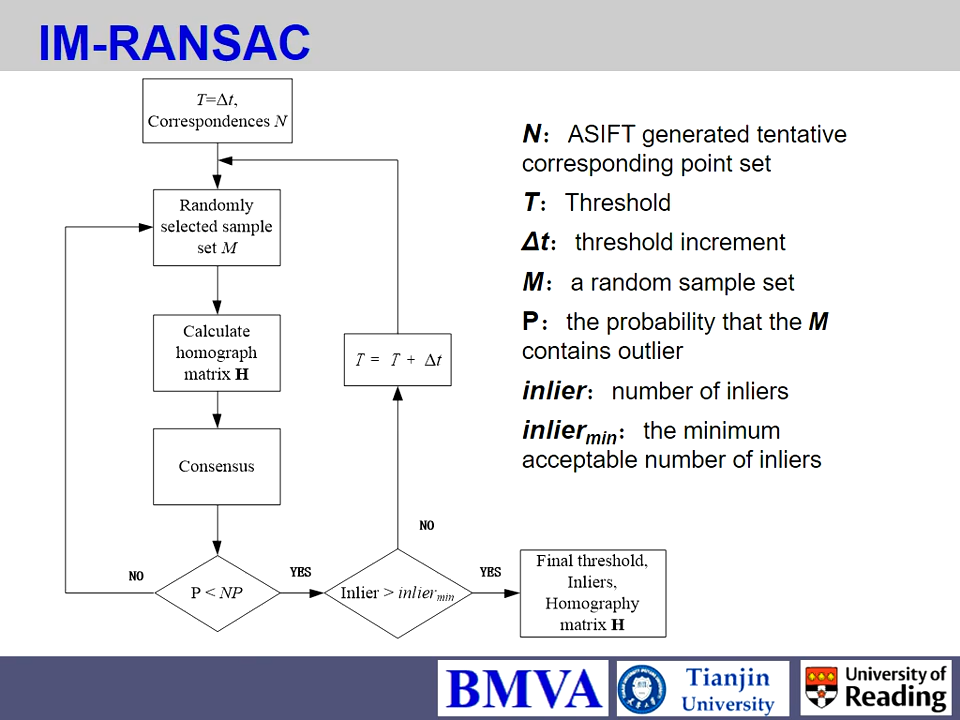 IM-RANSAC
T=Δt,
Correspondences N
Randomly
selected sample
set M
Calculate
homograph
matrix H
Consensus
P < NP
NO
YES
Inlier > inlier_min
NO
T = T + Δt
YES
Final threshold,
Inliers,
Homography
matrix H
N： ASIFT generated tentative
corresponding point set
T： Threshold
Δt： threshold increment
M： a random sample set
P： the probability that the M
contains outlier
inlier： number of inliers
inlier_min： the minimum
acceptable number of inliers
BMVA
Tianjin
University
University of
Reading